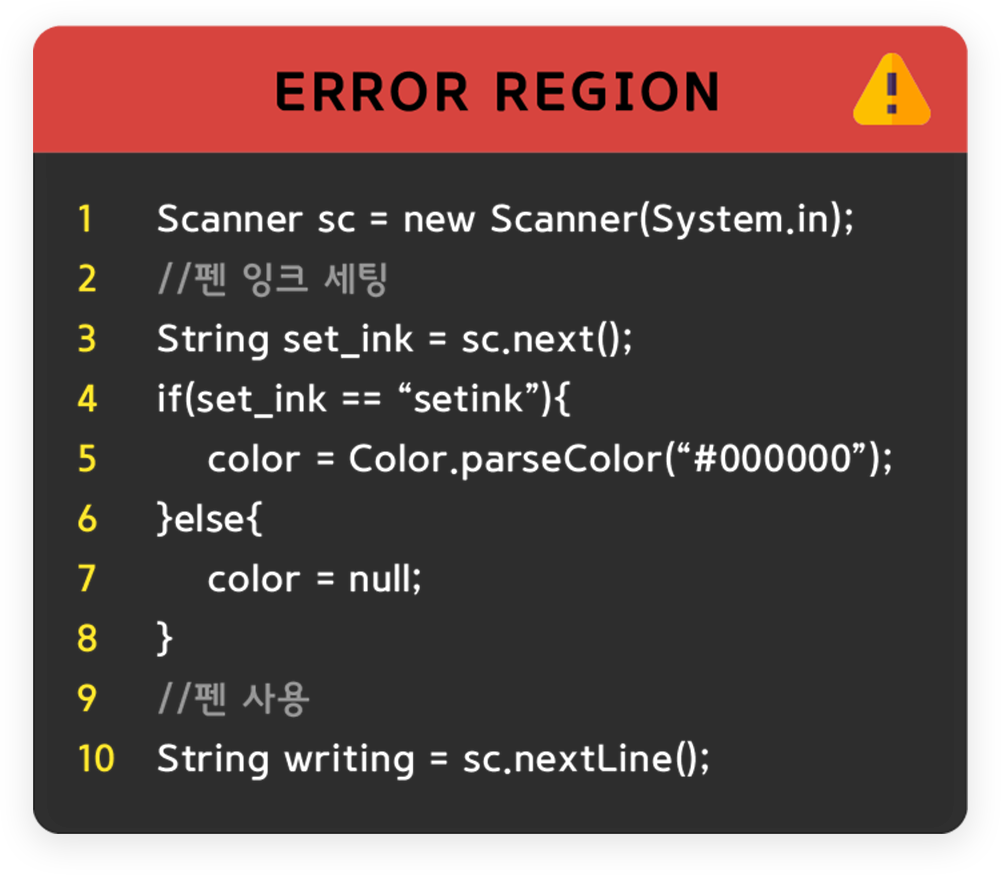 ERROR REGION
1 Scanner sc = new Scanner(System.in);
2 //펜 잉크 세팅
3 String set_ink = sc.next();
4 if(set_ink == “setink”){
5 color = Color.parseColor(“#000000”);
6 }else{
7 color = null;
8 }
9 //펜 사용
10 String writing = sc.nextLine();